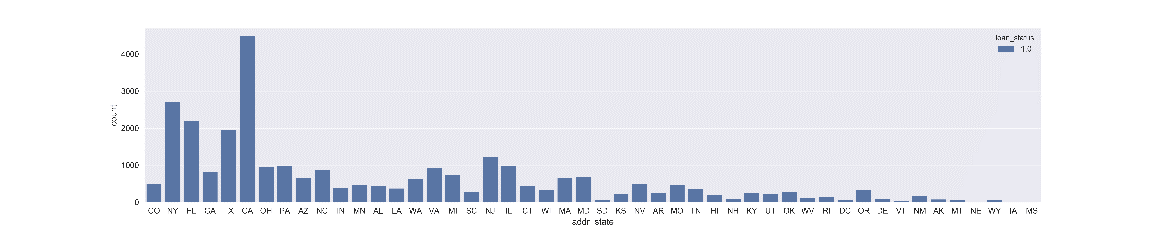 loan_status
1.0
4000
3000
2000
1000
0
count
CO NY FL GA TX CA OH PA AZ NC IN MN AL LA WA VA MI SC NJ IL CT WI MA MD SD KS NV AR MO TN HI NH KY UT OK WV RI DC OR DE VT NM AK MT NE WY IA MS
addr_state